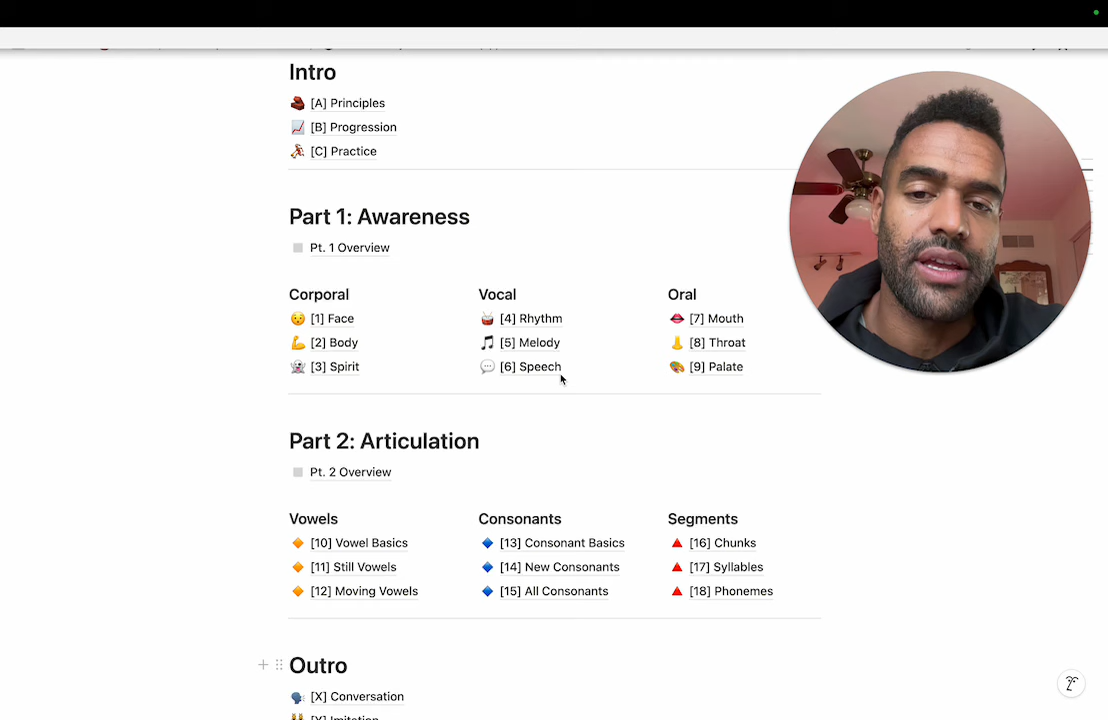 Intro
[A] Principles
[B] Progression
[C] Practice
Part 1: Awareness
Pt. 1 Overview
Corporal
[1] Face
[2] Body
[3] Spirit
Vocal
[4] Rhythm
[5] Melody
[6] Speech
Oral
[7] Mouth
[8] Throat
[9] Palate
Part 2: Articulation
Pt. 2 Overview
Vowels
[10] Vowel Basics
[11] Still Vowels
[12] Moving Vowels
Consonants
[13] Consonant Basics
[14] New Consonants
[15] All Consonants
Segments
[16] Chunks
[17] Syllables
[18] Phonemes
Outro
[X] Conversation
[Y] Imitation